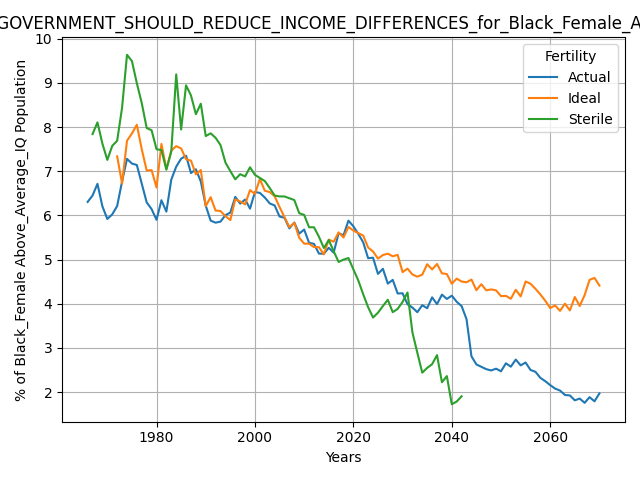 GOVERNMENT_SHOULD_REDUCE_INCOME_DIFFERENCES_for_Black_Female_A
% of Black_Female Above_Average_IQ Population
10
9
8
7
6
5
4
3
2
Fertility
Actual
Ideal
Sterile
1980
2000
2020
2040
2060
Years